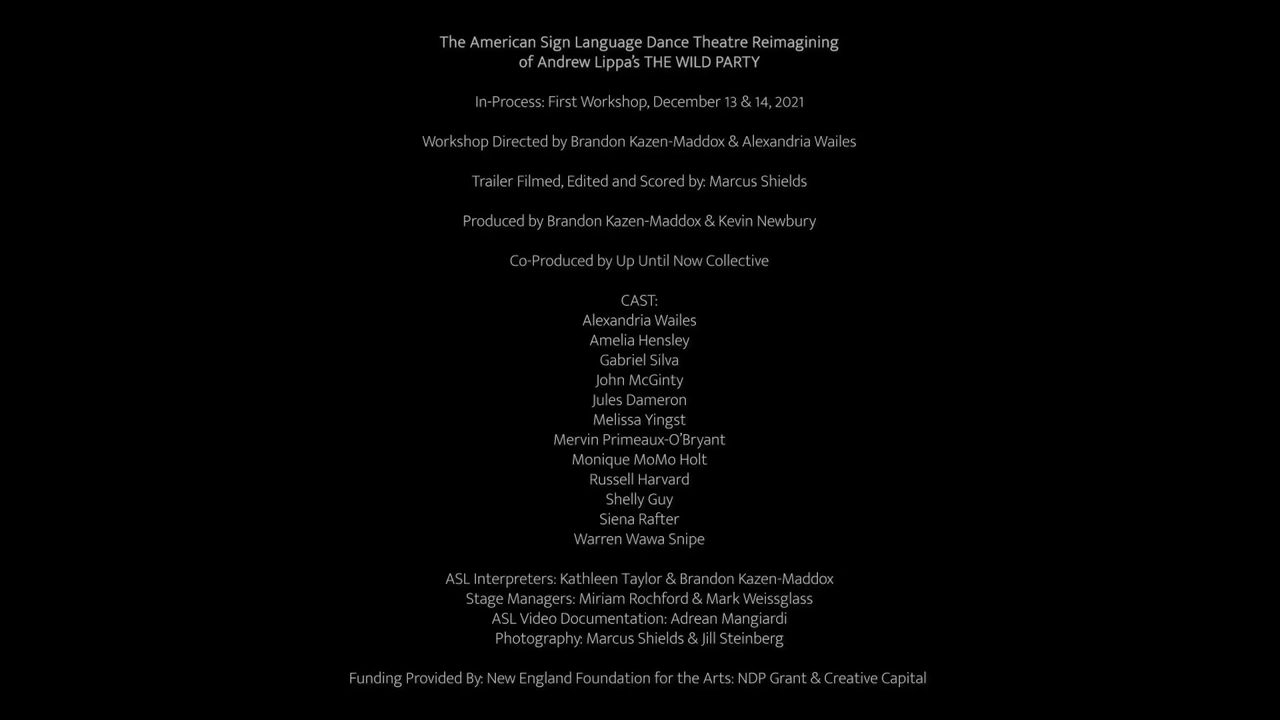 The American Sign Language Dance Theatre Reimagining
of Andrew Lippa's THE WILD PARTY
In-Process: First Workshop, December 13 & 14, 2021
Workshop Directed by Brandon Kazen-Maddox & Alexandria Wailes
Trailer Filmed, Edited and Scored by: Marcus Shields
Produced by Brandon Kazen-Maddox & Kevin Newbury
Co-Produced by Up Until Now Collective
CAST:
Alexandria Wailes
Amelia Hensley
Gabriel Silva
John McGinty
Jules Dameron
Melissa Yingst
Mervin Primeaux-O'Bryant
Monique MoMo Holt
Russell Harvard
Shelly Guy
Siena Rafter
Warren Wawa Snipe
ASL Interpreters: Kathleen Taylor & Brandon Kazen-Maddox
Stage Managers: Miriam Rochford & Mark Weissglass
ASL Video Documentation: Adrean Mangiardi
Photography: Marcus Shields & Jill Steinberg
Funding Provided By: New England Foundation for the Arts: NDP Grant & Creative Capital